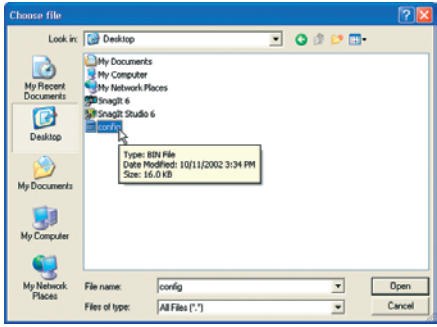 Choose file
Look in: Desktop
My Recent Documents
Desktop
My Documents
My Computer
My Network Places
My Documents
My Computer
My Network Places
SnagIt 6
SnagIt Studio 6
config
Type: BIN File
Date Modified: 10/11/2002 3:34 PM
Size: 16.0 KB
File name: config
Open
Files of type: All Files (*.*)
Cancel